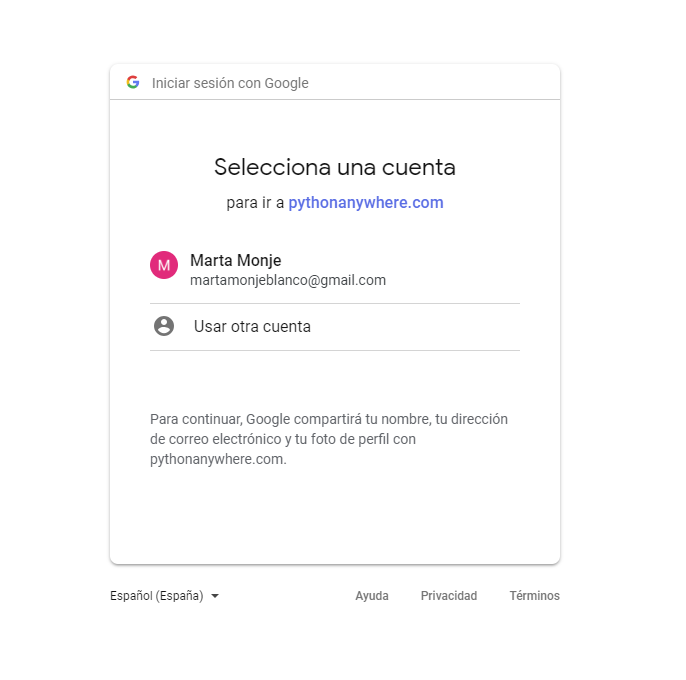 Iniciar sesión con Google
Selecciona una cuenta
para ir a pythonanywhere.com
M
Marta Monje
martamonjeblanco@gmail.com
Usar otra cuenta
Para continuar, Google compartirá tu nombre, tu dirección
de correo electrónico y tu foto de perfil con
pythonanywhere.com.
Español (España) Ayuda Privacidad Términos